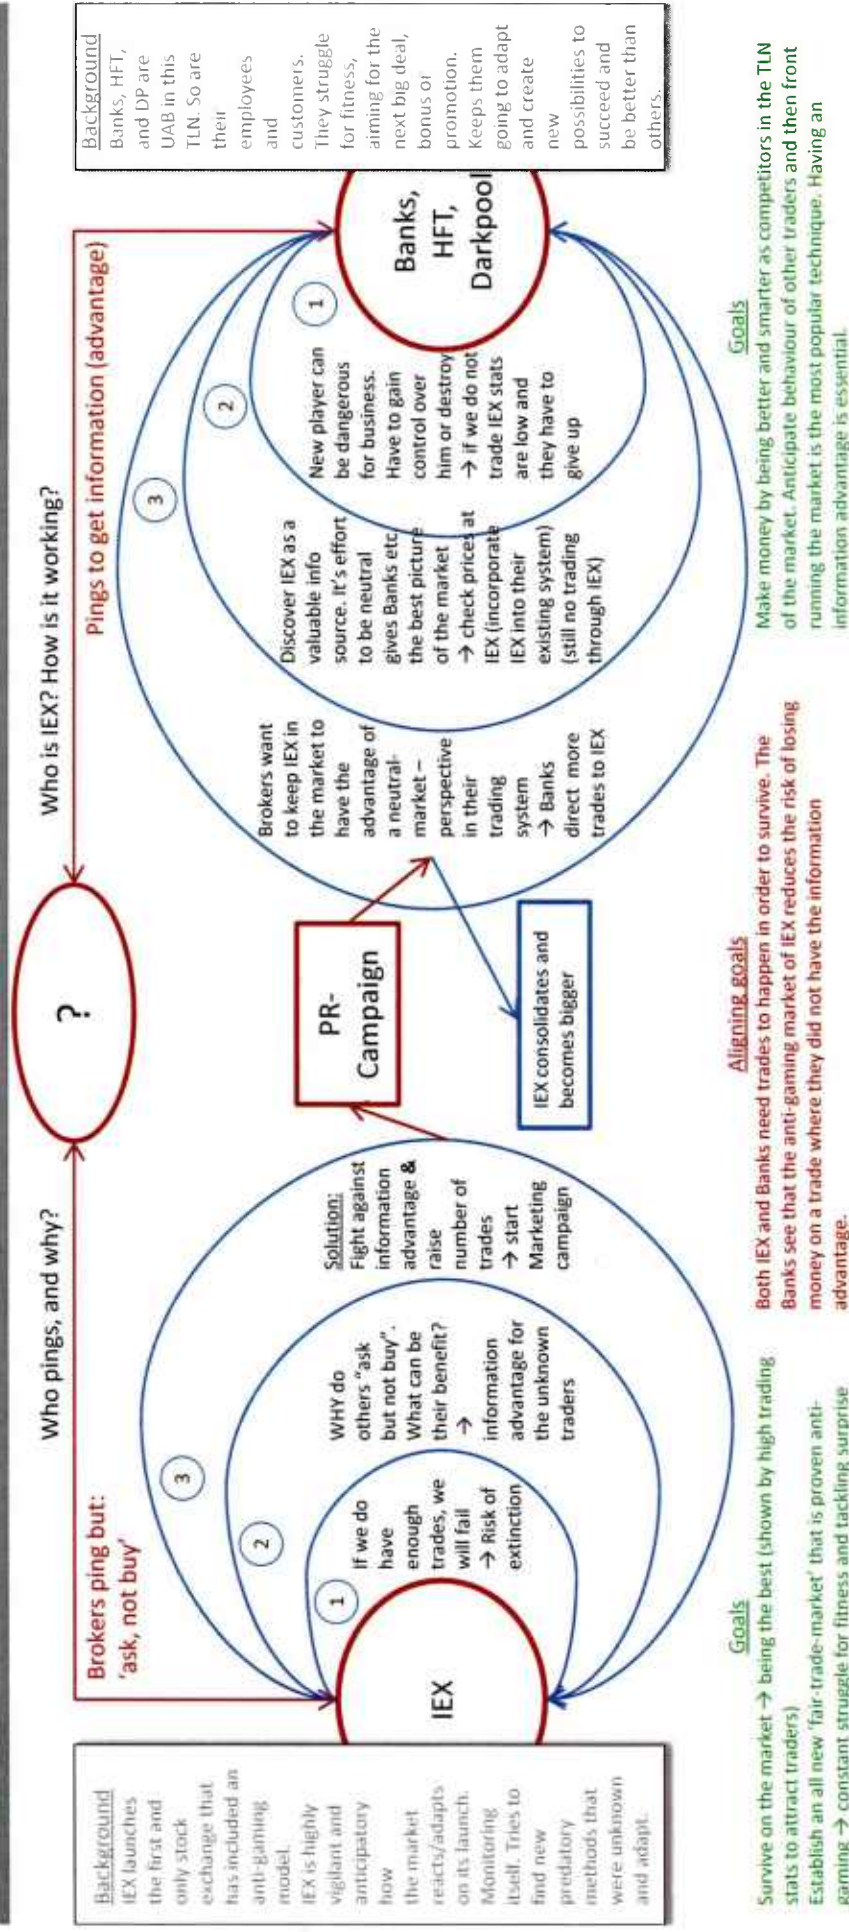 Who pings, and why?
Who is IEX? How is it working?
?
Brokers ping but:
'ask, not buy'
Pings to get information (advantage)
Background
IEX launches
the first and
only stock
exchange that
has included an
anti-gaming
model.
IEX is highly
vigilant and
anticipatory
how
the market
reacts/adapts
on its launch.
Monitoring
itself. Tries to
find new
predatory
methods that
were unknown
and adapt.
IEX
1
If we do
have
enough
trades, we
will fail
→ Risk of
extinction
2
WHY do
others "ask
but not buy".
What can be
their benefit?
→
information
advantage for
the unknown
traders
3
Solution:
Fight against
information
advantage &
raise
number of
trades
→ start
Marketing
campaign
PR-
Campaign
IEX consolidates and
becomes bigger
Brokers want
to keep IEX in
the market to
have the
advantage of
a neutral-
market –
perspective
in their
trading
system
→ Banks
direct more
trades to IEX
3
Discover IEX as a
valuable info
source. It's effort
to be neutral
gives Banks etc.
the best picture
of the market
→ check prices at
IEX (incorporate
IEX into their
existing system)
(still no trading
through IEX)
2
New player can
be dangerous
for business.
Have to gain
control over
him or destroy
→ if we do not
trade IEX stats
are low and
they have to
give up
1
Banks,
HFT,
Darkpool
Background
Banks, HFT,
and DP are
UAB in this
TLN. So are
their
employees
and
customers.
They struggle
for fitness,
aiming for the
next big deal,
bonus or
promotion.
Keeps them
going to adapt
and create
new
possibilities to
succeed and
be better than
others.
Goals
Survive on the market → being the best (shown by high trading
stats to attract traders)
Establish an all new 'fair-trade-market' that is proven anti-
gaming → constant struggle for fitness and tackling surprise
Aligning goals
Both IEX and Banks need trades to happen in order to survive. The
Banks see that the anti-gaming market of IEX reduces the risk of losing
money on a trade where they did not have the information
advantage.
Goals
Make money by being better and smarter as competitors in the TLN
of the market. Anticipate behaviour of other traders and then front
running the market is the most popular technique. Having an
information advantage is essential.